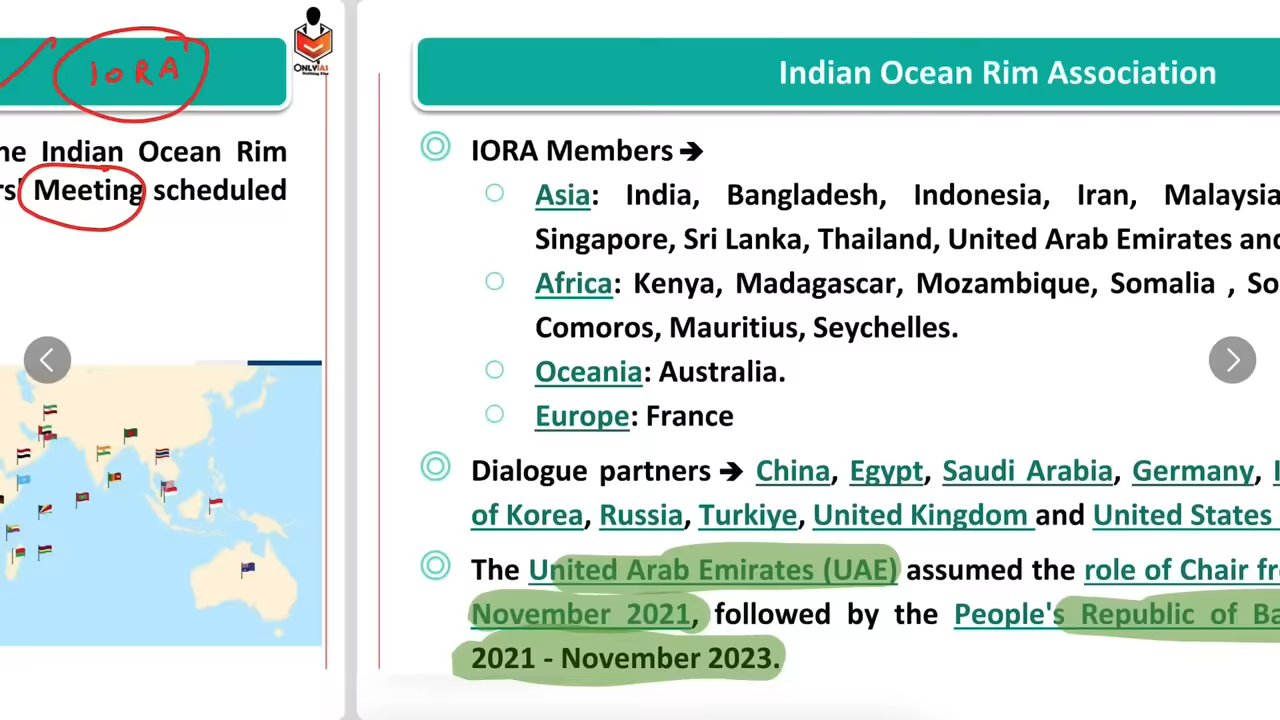 IORA
ONLYIAS
Nothing Else
he Indian Ocean Rim
rs' Meeting scheduled
Indian Ocean Rim Association
IORA Members ➔
Asia: India, Bangladesh, Indonesia, Iran, Malaysia
Singapore, Sri Lanka, Thailand, United Arab Emirates and
Africa: Kenya, Madagascar, Mozambique, Somalia , So
Comoros, Mauritius, Seychelles.
Oceania: Australia.
Europe: France
Dialogue partners ➔ China, Egypt, Saudi Arabia, Germany,
of Korea, Russia, Turkiye, United Kingdom and United States
The United Arab Emirates (UAE) assumed the role of Chair fr
November 2021, followed by the People's Republic of Ba
2021 - November 2023.